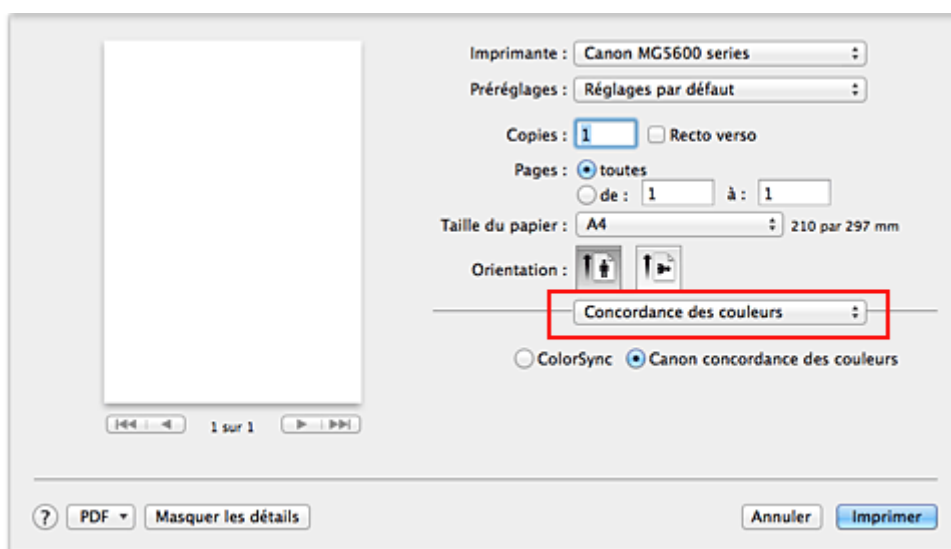 Imprimante : Canon MG5600 series
Préréglages : Réglages par défaut
Copies : 1 Recto verso
Pages : toutes
de : 1 à : 1
Taille du papier : A4 210 par 297 mm
Orientation :
Concordance des couleurs
ColorSync Canon concordance des couleurs
1 sur 1
? PDF Masquer les détails Annuler Imprimer